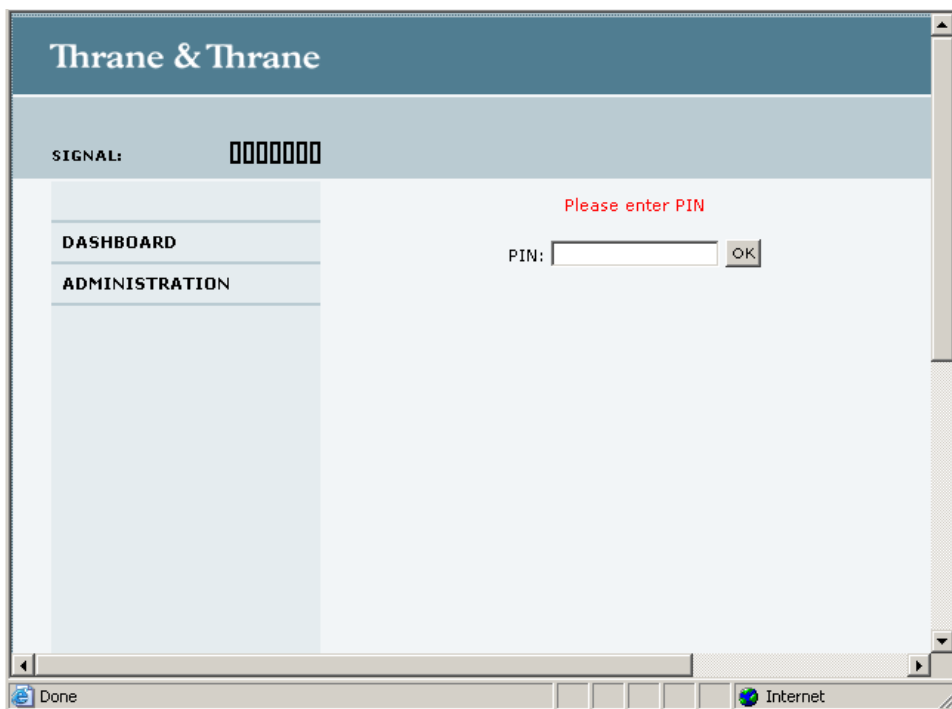 Thrane & Thrane
SIGNAL:
Please enter PIN
DASHBOARD
PIN:
OK
ADMINISTRATION
Done
Internet